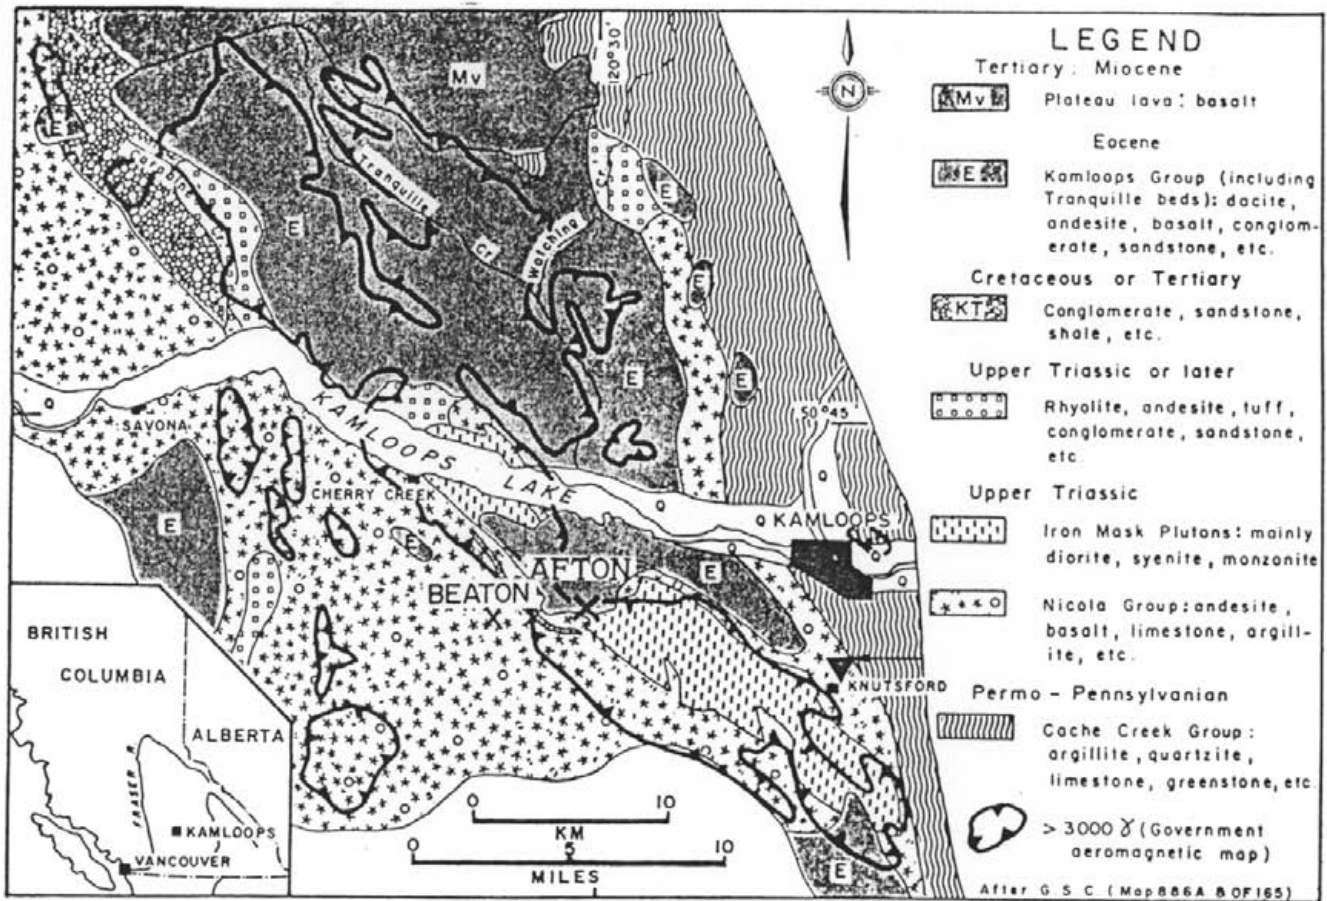 LEGEND
Tertiary: Miocene
Mv
Plateau lava: basalt
Eocene
E
Kamloops Group (including
Tranquille beds): dacite,
andesite, basalt, conglom-
erate, sandstone, etc.
Cretaceous or Tertiary
KT
Conglomerate, sandstone,
shale, etc.
Upper Triassic or later
Rhyolite, andesite, tuff,
conglomerate, sandstone,
etc
Upper Triassic
Iron Mask Plutons: mainly
diorite, syenite, monzonite
Nicola Group: andesite,
basalt, limestone, argill-
ite, etc.
Permo - Pennsylvanian
Cache Creek Group:
argillite, quartzite,
limestone, greenstone, etc.
> 3000 ɣ (Government
aeromagnetic map)
After G.S.C. (Map 886A & OF165)
N
120°30'
Mv
E
Tranquille
Cr
Watching
Cr
E
E
E
E
E
E
50°45'
Q
SAVONA
KAMLOOPS
LAKE
CHERRY CREEK
Q
Q
KAMLOOPS
Q
Q
Q
Q
E
E
E
AFTON
BEATON
KNUTSFORD
E
0 10
KM
0 5 10
MILES
BRITISH
COLUMBIA
ALBERTA
FRASER R.
KAMLOOPS
VANCOUVER